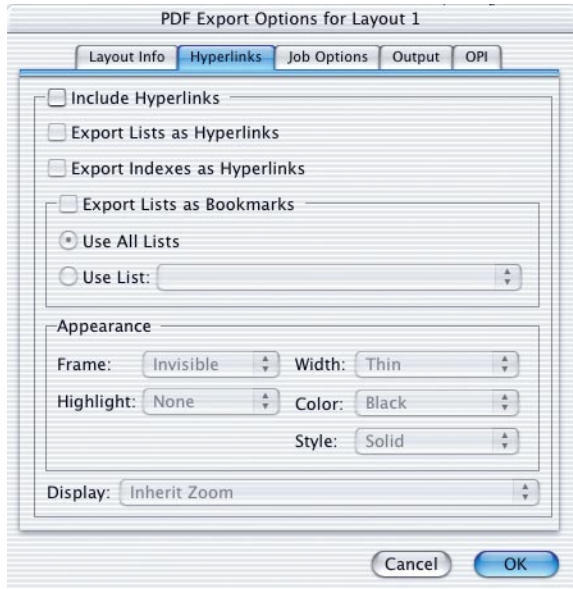 PDF Export Options for Layout 1
Layout Info Hyperlinks Job Options Output OPI
Include Hyperlinks
Export Lists as Hyperlinks
Export Indexes as Hyperlinks
Export Lists as Bookmarks
Use All Lists
Use List:
Appearance
Frame: Invisible Width: Thin
Highlight: None Color: Black
Style: Solid
Display: Inherit Zoom
Cancel OK